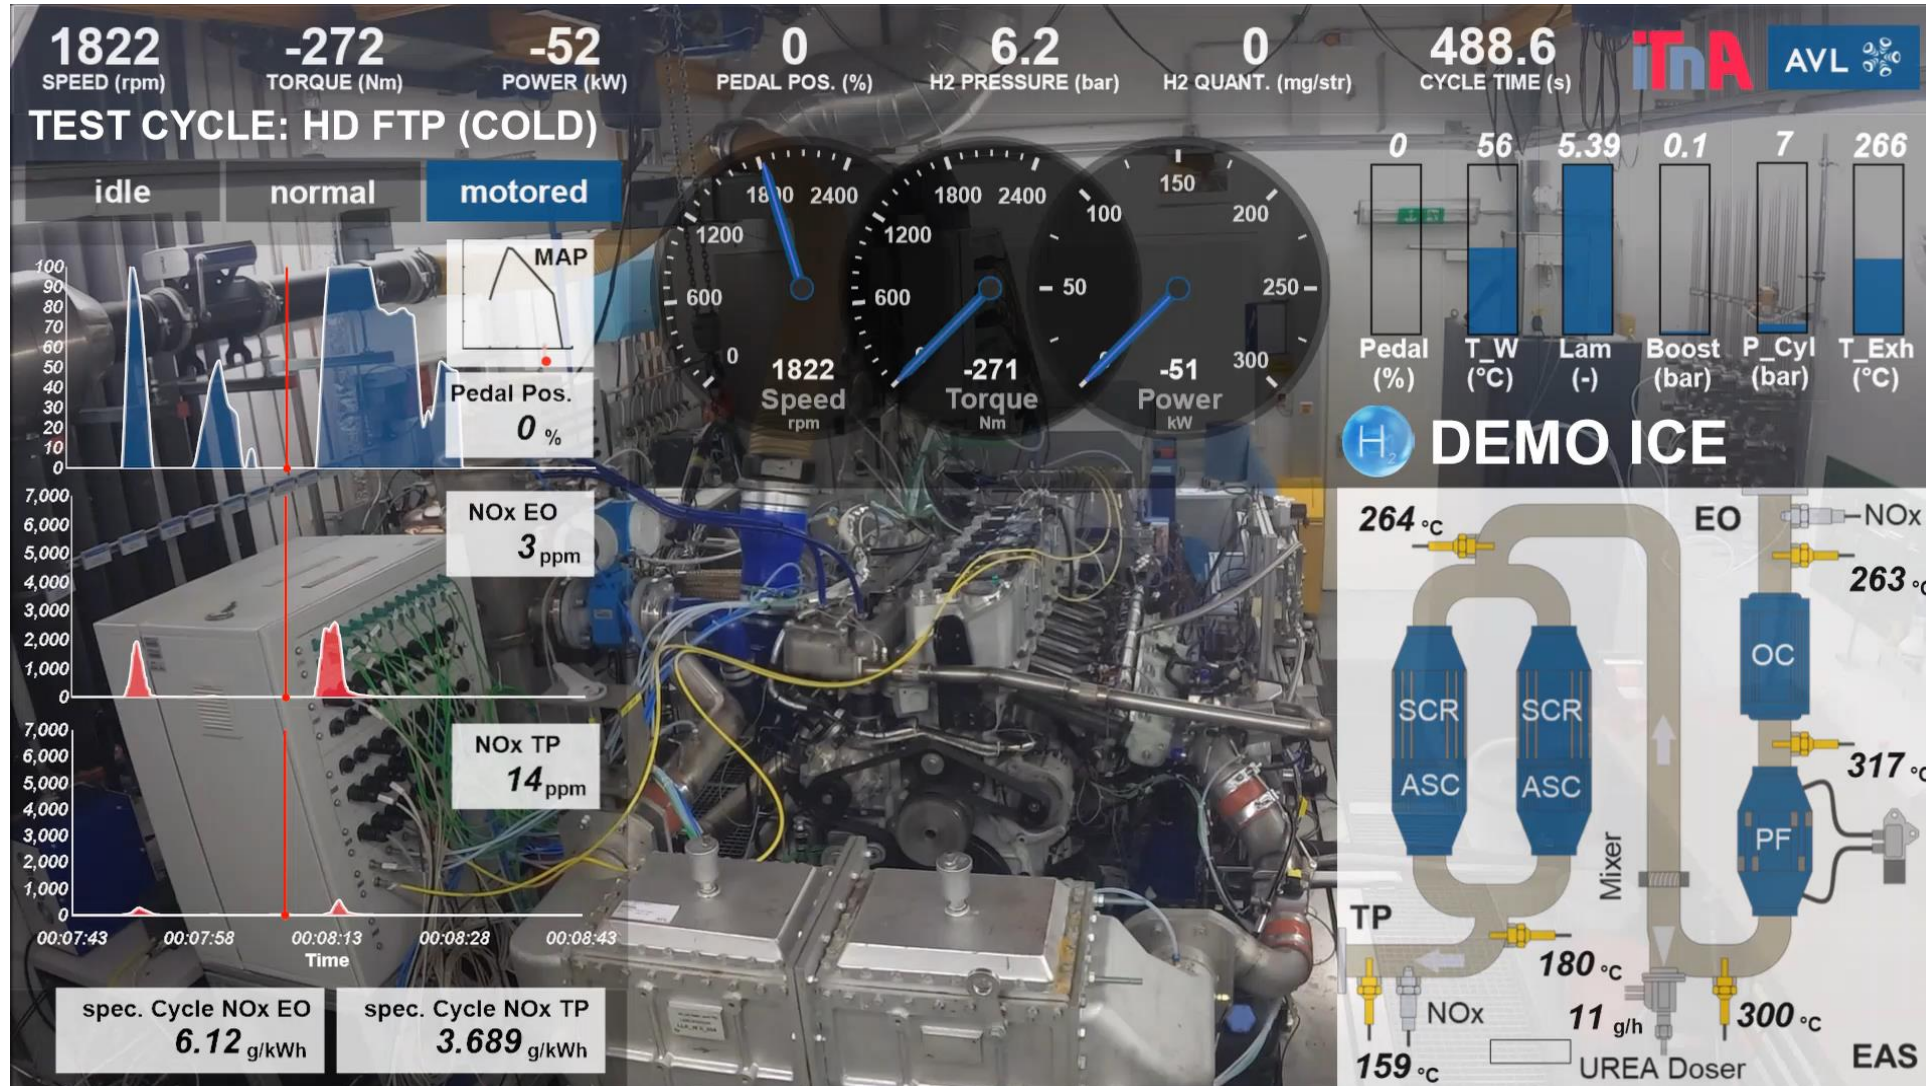 1822
SPEED (rpm)
-272
TORQUE (Nm)
-52
POWER (kW)
0
PEDAL POS. (%)
6.2
H2 PRESSURE (bar)
0
H2 QUANT. (mg/str)
488.6
CYCLE TIME (s)
iTnA
AVL
TEST CYCLE: HD FTP (COLD)
idle
normal
motored
100
90
80
70
60
50
40
30
20
10
0
MAP
Pedal Pos.
0 %
7,000
6,000
5,000
4,000
3,000
2,000
1,000
0
NOx EO
3 ppm
7,000
6,000
5,000
4,000
3,000
2,000
1,000
0
NOx TP
14 ppm
00:07:43 00:07:58 00:08:13 00:08:28 00:08:43
Time
spec. Cycle NOx EO
6.12 g/kWh
spec. Cycle NOx TP
3.689 g/kWh
0
600
1200
1800
2400
1822
Speed
rpm
0
600
1200
1800
2400
-271
Torque
Nm
50
100
150
200
250
300
-51
Power
kW
0 56 5.39 0.1 7 266
Pedal T_W Lam Boost P_Cyl T_Exh
(%) (°C) (-) (bar) (bar) (°C)
H2 DEMO ICE
264 °C
EO
NOx
263 °C
OC
317 °C
PF
SCR SCR
ASC ASC
Mixer
TP
180 °C
NOx
159 °C
11 g/h
300 °C
UREA Doser
EAS